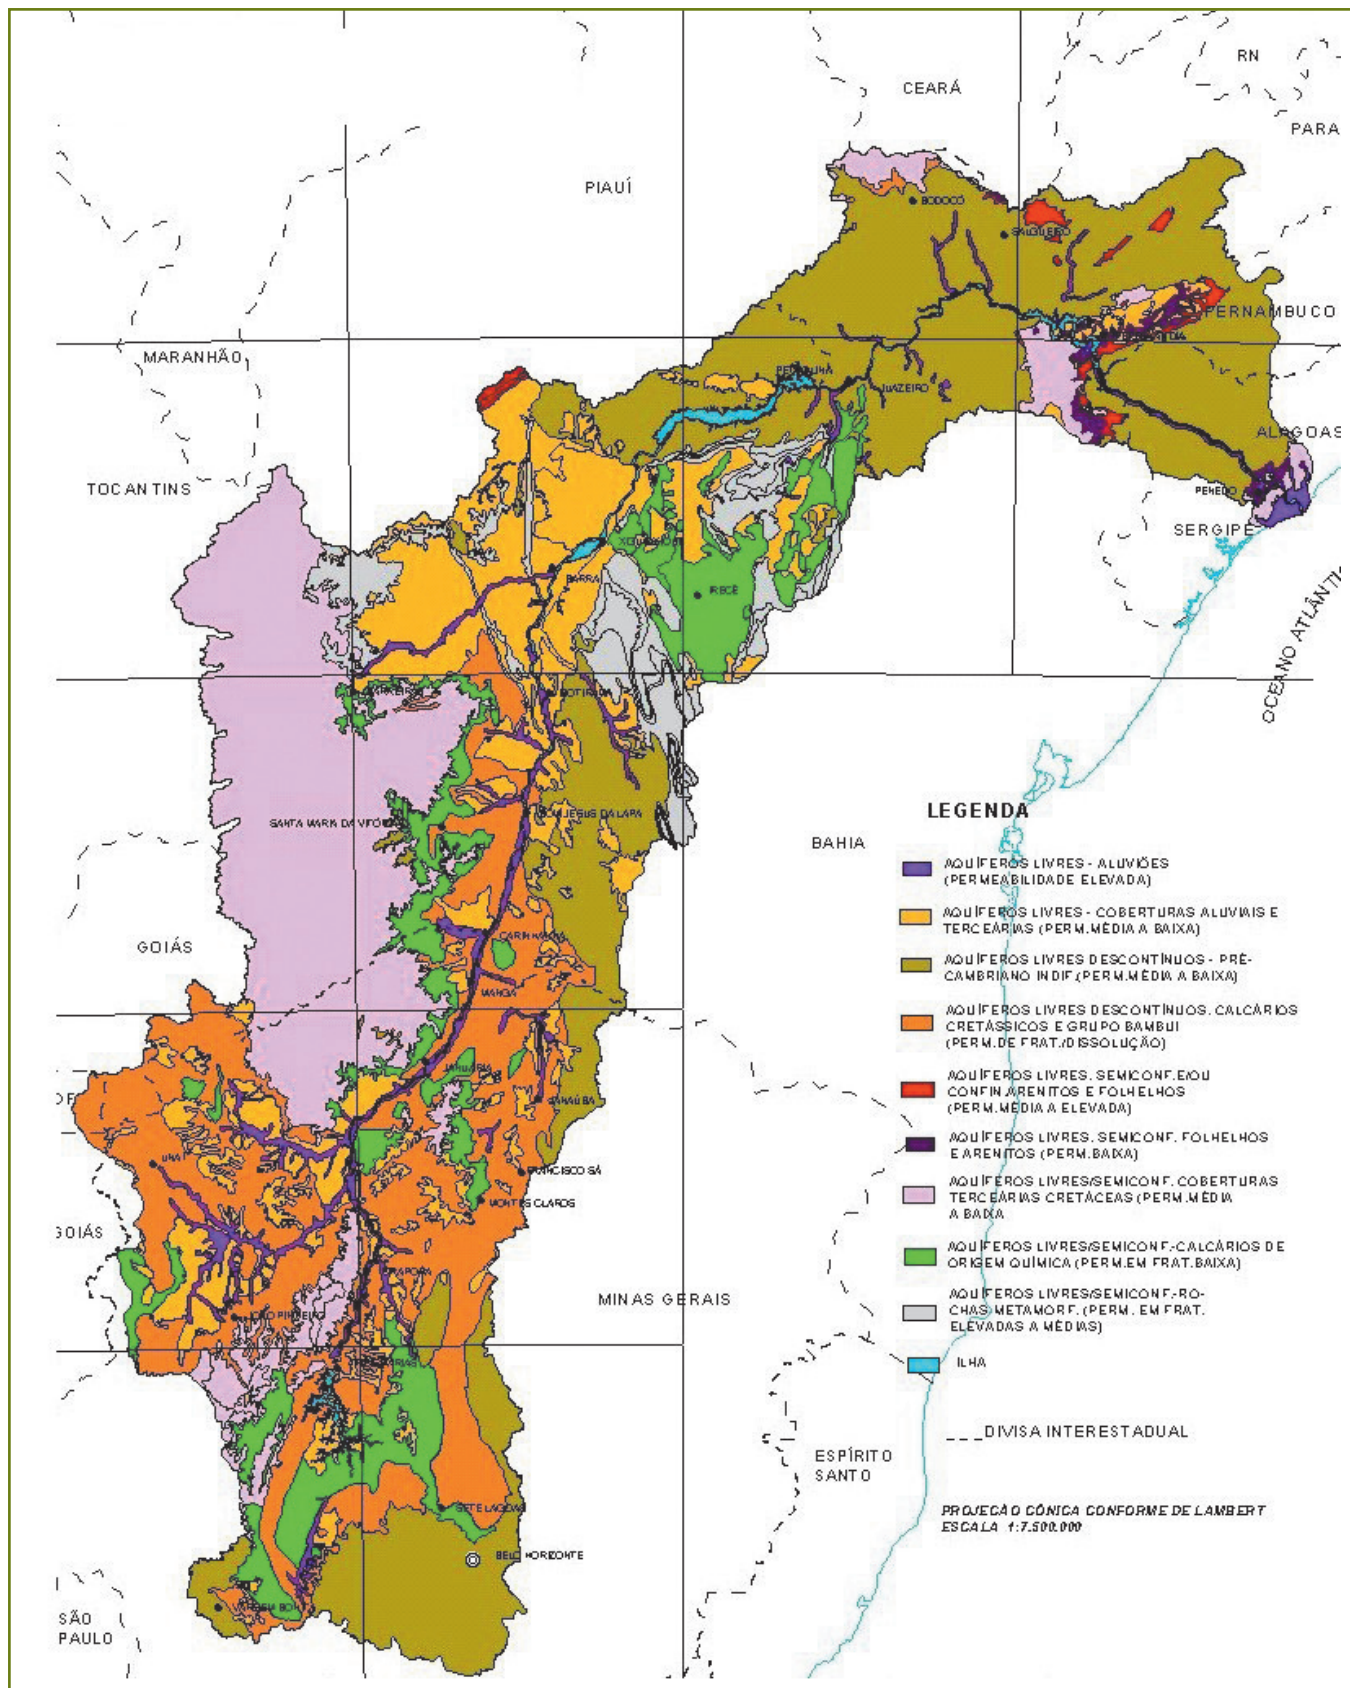 CEARÁ
RN
PARA
PIAUÍ
BODOCÓ
SALGUEIRO
PERNAMBUCO
MARANHÃO
JUAZEIRO
ALAGOAS
TOCANTINS
PENEDO
SERGIPE
BARRA
IRECÊ
OCEANO ATLÂNTI
LEGENDA
SANTA MARIA DA VITÓRIA
BOM JESUS DA LAPA
BAHIA
AQUÍFEROS LIVRES - ALUVIÕES
(PERMEABILIDADE ELEVADA)
AQUÍFEROS LIVRES - COBERTURAS ALUVIAIS E
TERCEÁRIAS (PERM.MÉDIA A BAIXA)
GOIÁS
CARINHANHA
AQUÍFEROS LIVRES DESCONTÍNUOS - PRÉ-
CAMBRIANO INDIF.(PERM.MÉDIA A BAIXA)
MANGA
AQUÍFEROS LIVRES DESCONTÍNUOS. CALCÁRIOS
CRETÁSSICOS E GRUPO BAMBUI
(PERM.DE FRAT./DISSOLUÇÃO)
JANUÁRIA
AQUÍFEROS LIVRES. SEMICONF.E/OU
CONFIN.ARENITOS E FOLHELHOS
(PERM.MÉDIA A ELEVADA)
JANAÚBA
AQUÍFEROS LIVRES. SEMICONF. FOLHELHOS
E ARENITOS (PERM.BAIXA)
UNAÍ
FRANCISCO SÁ
MONTES CLAROS
AQUÍFEROS LIVRES/SEMICONF. COBERTURAS
TERCEÁRIAS CRETÁCEAS (PERM.MÉDIA
A BAIXA
GOIÁS
PIRAPORA
AQUÍFEROS LIVRES/SEMICONF.-CALCÁRIOS DE
ORIGEM QUÍMICA (PERM.EM FRAT.BAIXA)
JOÃO PINHEIRO
MINAS GERAIS
AQUÍFEROS LIVRES/SEMICONF.-RO-
CHAS METAMORF. (PERM. EM FRAT.
ELEVADAS A MÉDIAS)
TRÊS MARIAS
ILHA
DIVISA INTERESTADUAL
ESPÍRITO
SANTO
SETE LAGOAS
PROJEÇÃO CÔNICA CONFORME DE LAMBERT
ESCALA 1:7.500.000
BELO HORIZONTE
SÃO
PAULO